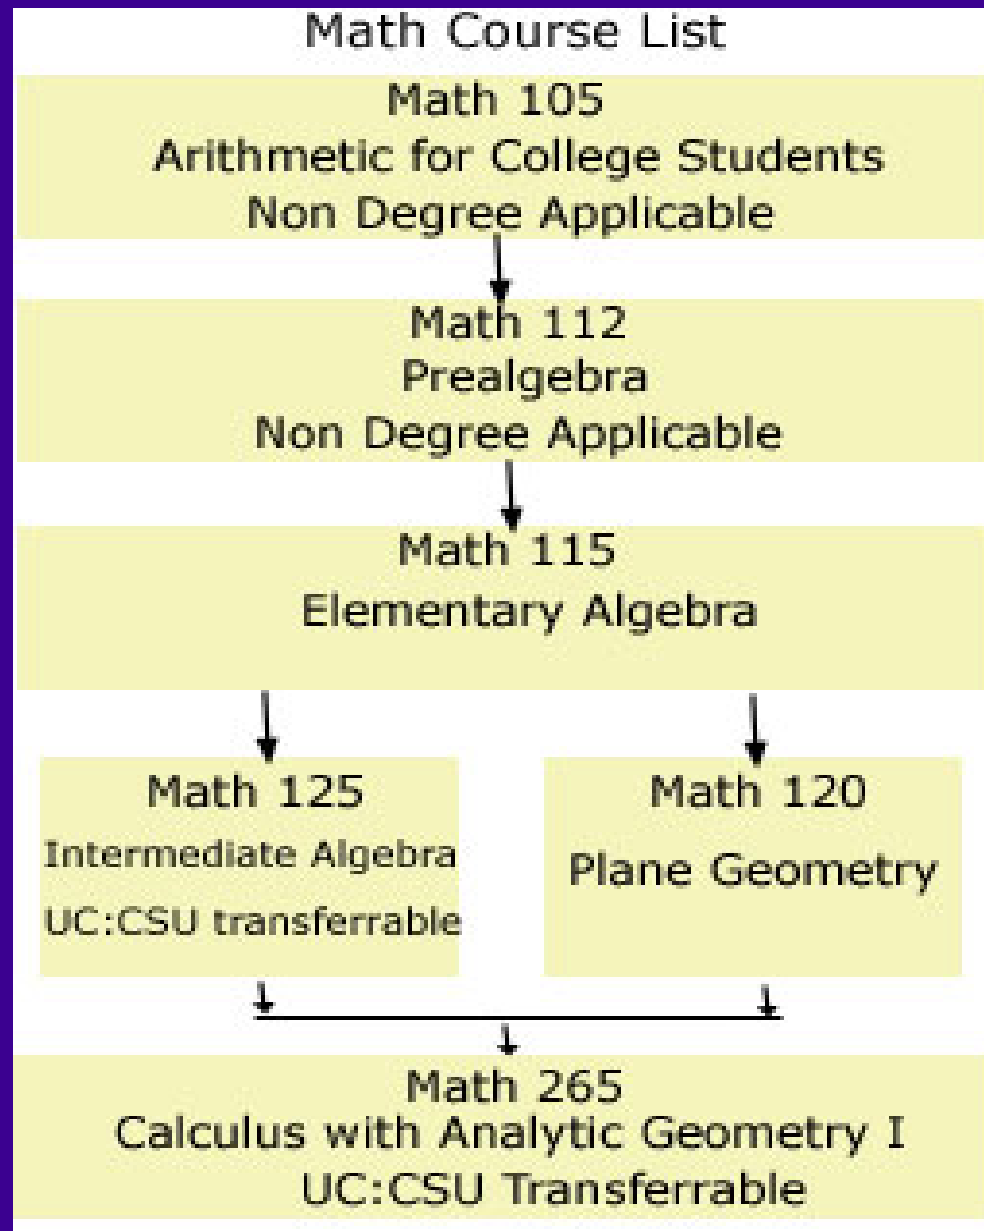 Math Course List
Math 105
Arithmetic for College Students
Non Degree Applicable
Math 112
Prealgebra
Non Degree Applicable
Math 115
Elementary Algebra
Math 125
Intermediate Algebra
UC:CSU transferrable
Math 120
Plane Geometry
Math 265
Calculus with Analytic Geometry I
UC:CSU Transferrable